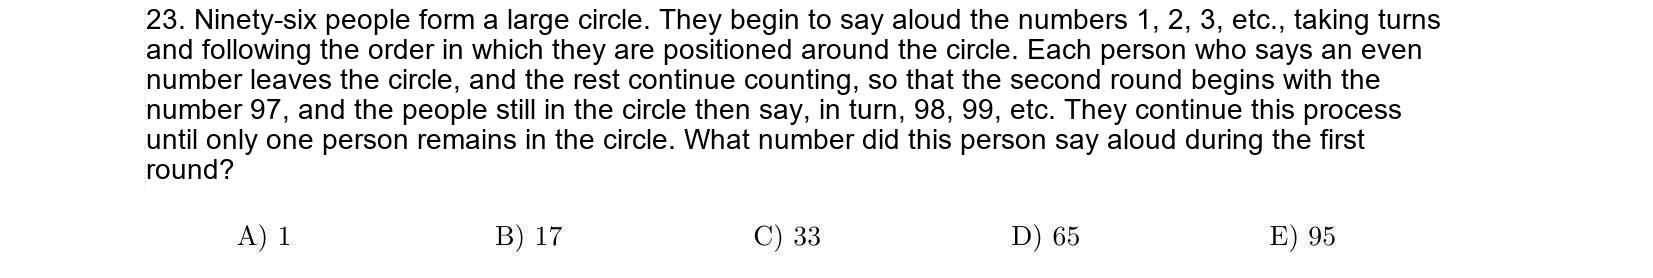 23. Ninety-six people form a large circle. They begin to say aloud the numbers 1, 2, 3, etc., taking turns
and following the order in which they are positioned around the circle. Each person who says an even
number leaves the circle, and the rest continue counting, so that the second round begins with the
number 97, and the people still in the circle then say, in turn, 98, 99, etc. They continue this process
until only one person remains in the circle. What number did this person say aloud during the first
round?
A) 1 B) 17 C) 33 D) 65 E) 95